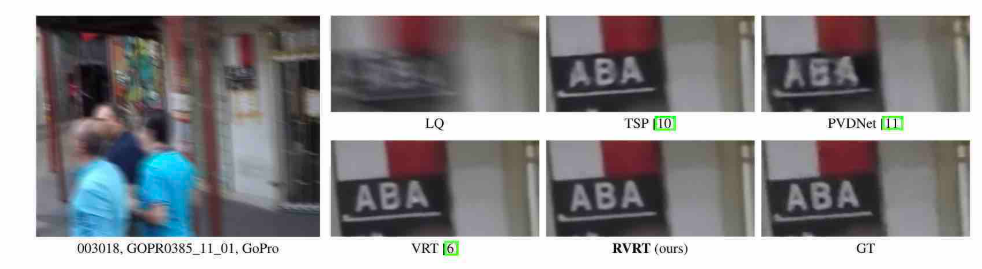 ABA
ABA
LQ
TSP [10]
PVDNet [11]
ABA
ABA
ABA
003018, GOPR0385_11_01, GoPro
VRT [6]
RVRT (ours)
GT